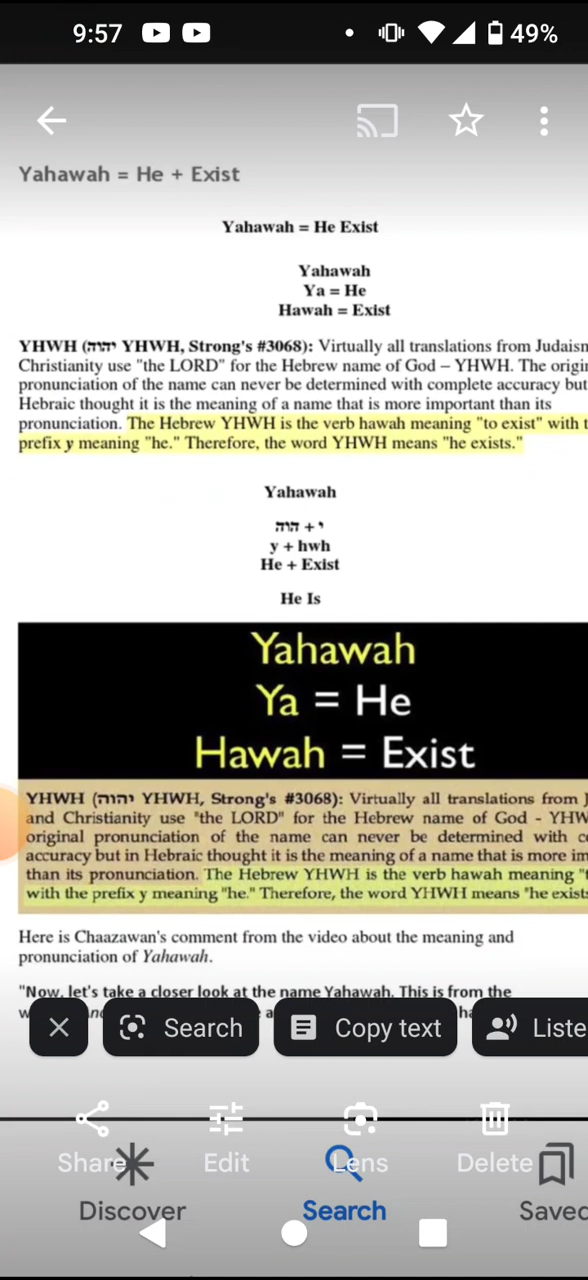 9:57
49%
Yahawah = He + Exist
Yahawah = He Exist
Yahawah
Ya = He
Hawah = Exist
YHWH (יהוה YHWH, Strong's #3068): Virtually all translations from Judaism
Christianity use "the LORD" for the Hebrew name of God – YHWH. The
pronunciation of the name can never be determined with complete accuracy but
Hebraic thought it is the meaning of a name that is more important than its
pronunciation. The Hebrew YHWH is the verb hawah meaning "to exist" with
prefix y meaning "he." Therefore, the word YHWH means "he exists."
Yahawah
י + הוה
y + hwh
He + Exist
He Is
Yahawah
Ya = He
Hawah = Exist
YHWH (יהוה YHWH, Strong's #3068): Virtually all translations from
and Christianity use "the LORD" for the Hebrew name of God - YHW
original pronunciation of the name can never be determined with
accuracy but in Hebraic thought it is the meaning of a name that is more
than its pronunciation. The Hebrew YHWH is the verb hawah meaning
with the prefix y meaning "he." Therefore, the word YHWH means "he
Here is Chaazawan's comment from the video about the meaning and
pronunciation of Yahawah.
"Now, let's take a closer look at the name Yahawah. This is from the
Search
Copy text
Liste
Share
Edit
Lens
Delete
Discover
Search
Saved